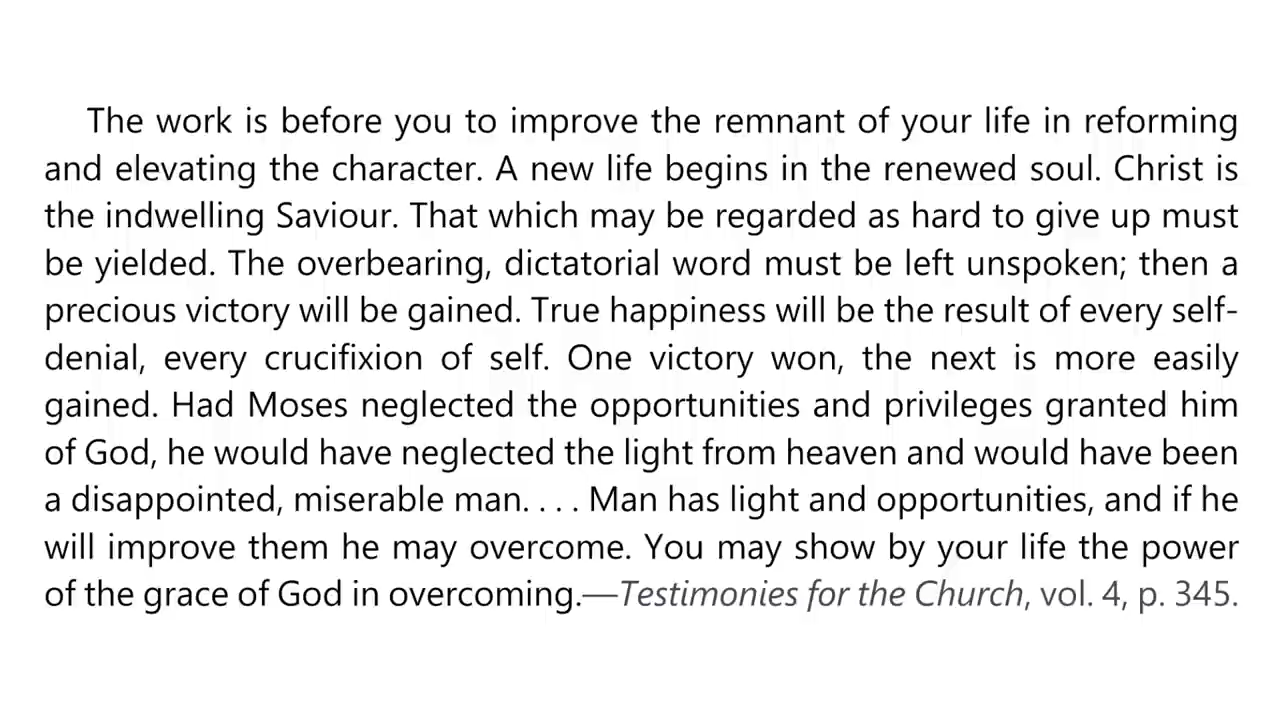 The work is before you to improve the remnant of your life in reforming
and elevating the character. A new life begins in the renewed soul. Christ is
the indwelling Saviour. That which may be regarded as hard to give up must
be yielded. The overbearing, dictatorial word must be left unspoken; then a
precious victory will be gained. True happiness will be the result of every self-
denial, every crucifixion of self. One victory won, the next is more easily
gained. Had Moses neglected the opportunities and privileges granted him
of God, he would have neglected the light from heaven and would have been
a disappointed, miserable man. . . . Man has light and opportunities, and if he
will improve them he may overcome. You may show by your life the power
of the grace of God in overcoming.—Testimonies for the Church, vol. 4, p. 345.